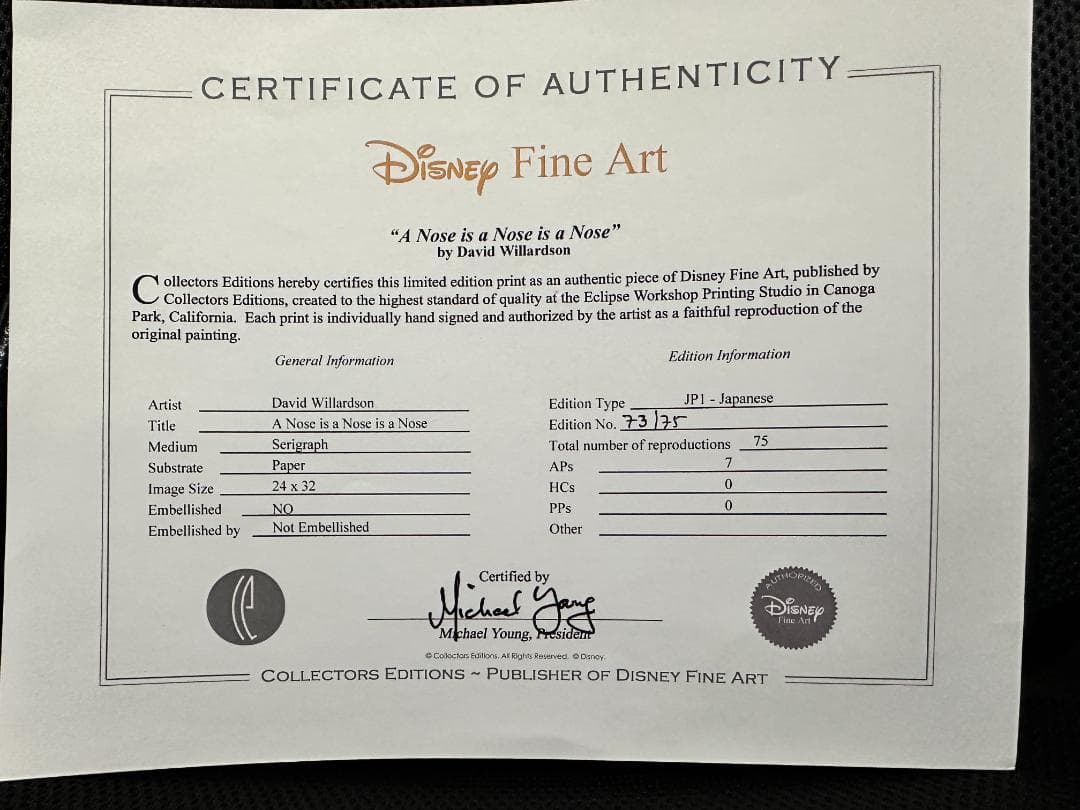 CERTIFICATE OF AUTHENTICITY
Disney Fine Art
“A Nose is a Nose is a Nose”
by David Willardson
Collectors Editions hereby certifies this limited edition print as an authentic piece of Disney Fine Art, published by
Collectors Editions, created to the highest standard of quality at the Eclipse Workshop Printing Studio in Canoga
Park, California. Each print is individually hand signed and authorized by the artist as a faithful reproduction of the
original painting.
General Information
Artist David Willardson
Title A Nose is a Nose is a Nose
Medium Serigraph
Substrate Paper
Image Size 24 x 32
Embellished NO
Embellished by Not Embellished
Edition Information
Edition Type JP1 - Japanese
Edition No. 73/75
Total number of reproductions 75
APs 7
HCs 0
PPs 0
Other
Certified by
Michael Young
Michael Young, President
AUTHORIZED
Disney
Fine Art
© Collectors Editions. All Rights Reserved. © Disney.
COLLECTORS EDITIONS ~ PUBLISHER OF DISNEY FINE ART